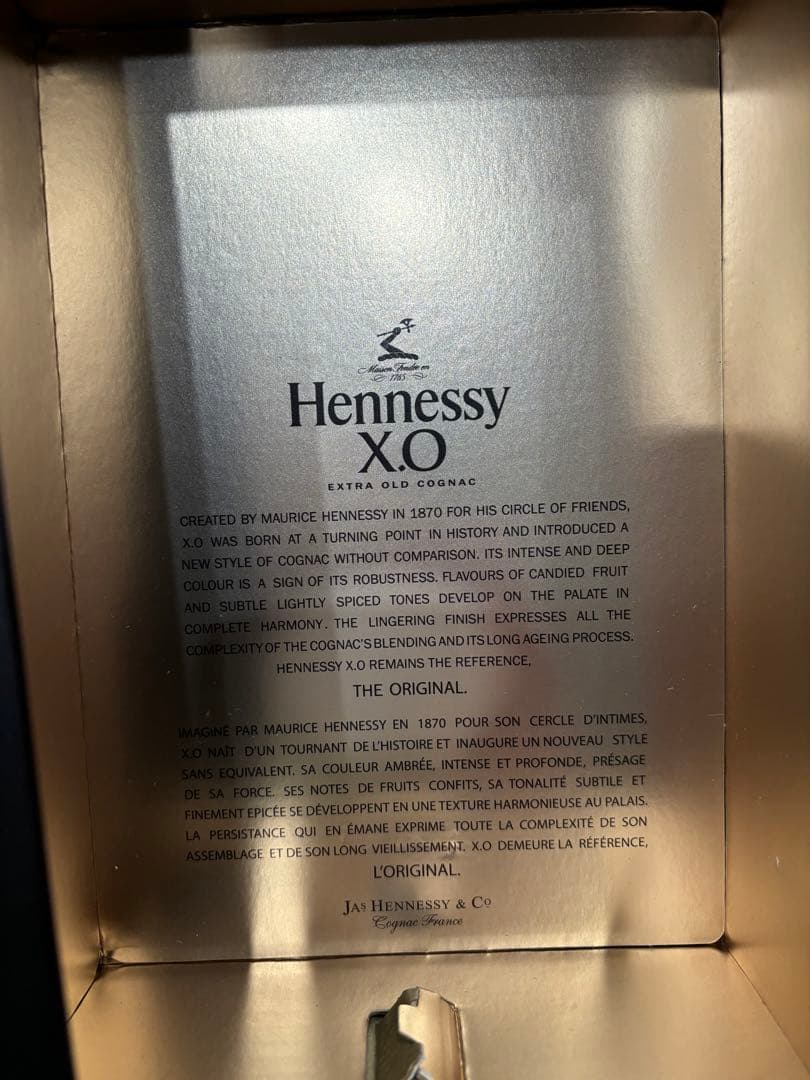 Maison Fondée en
1765
Hennessy
X.O
EXTRA OLD COGNAC
CREATED BY MAURICE HENNESSY IN 1870 FOR HIS CIRCLE OF FRIENDS,
X.O WAS BORN AT A TURNING POINT IN HISTORY AND INTRODUCED A
NEW STYLE OF COGNAC WITHOUT COMPARISON. ITS INTENSE AND DEEP
COLOUR IS A SIGN OF ITS ROBUSTNESS. FLAVOURS OF CANDIED FRUIT
AND SUBTLE LIGHTLY SPICED TONES DEVELOP ON THE PALATE IN
COMPLETE HARMONY. THE LINGERING FINISH EXPRESSES ALL THE
COMPLEXITY OF THE COGNAC'S BLENDING AND ITS LONG AGEING PROCESS.
HENNESSY X.O REMAINS THE REFERENCE,
THE ORIGINAL.
IMAGINÉ PAR MAURICE HENNESSY EN 1870 POUR SON CERCLE D'INTIMES,
X.O NAÎT D'UN TOURNANT DE L'HISTOIRE ET INAUGURE UN NOUVEAU STYLE
SANS EQUIVALENT. SA COULEUR AMBRÉE, INTENSE ET PROFONDE, PRÉSAGE
DE SA FORCE. SES NOTES DE FRUITS CONFITS, SA TONALITÉ SUBTILE ET
FINEMENT EPICÉE SE DÉVELOPPENT EN UNE TEXTURE HARMONIEUSE AU PALAIS.
LA PERSISTANCE QUI EN ÉMANE EXPRIME TOUTE LA COMPLEXITÉ DE SON
ASSEMBLAGE ET DE SON LONG VIEILLISSEMENT. X.O DEMEURE LA RÉFÉRENCE,
L'ORIGINAL.
JAS HENNESSY & CO
Cognac France